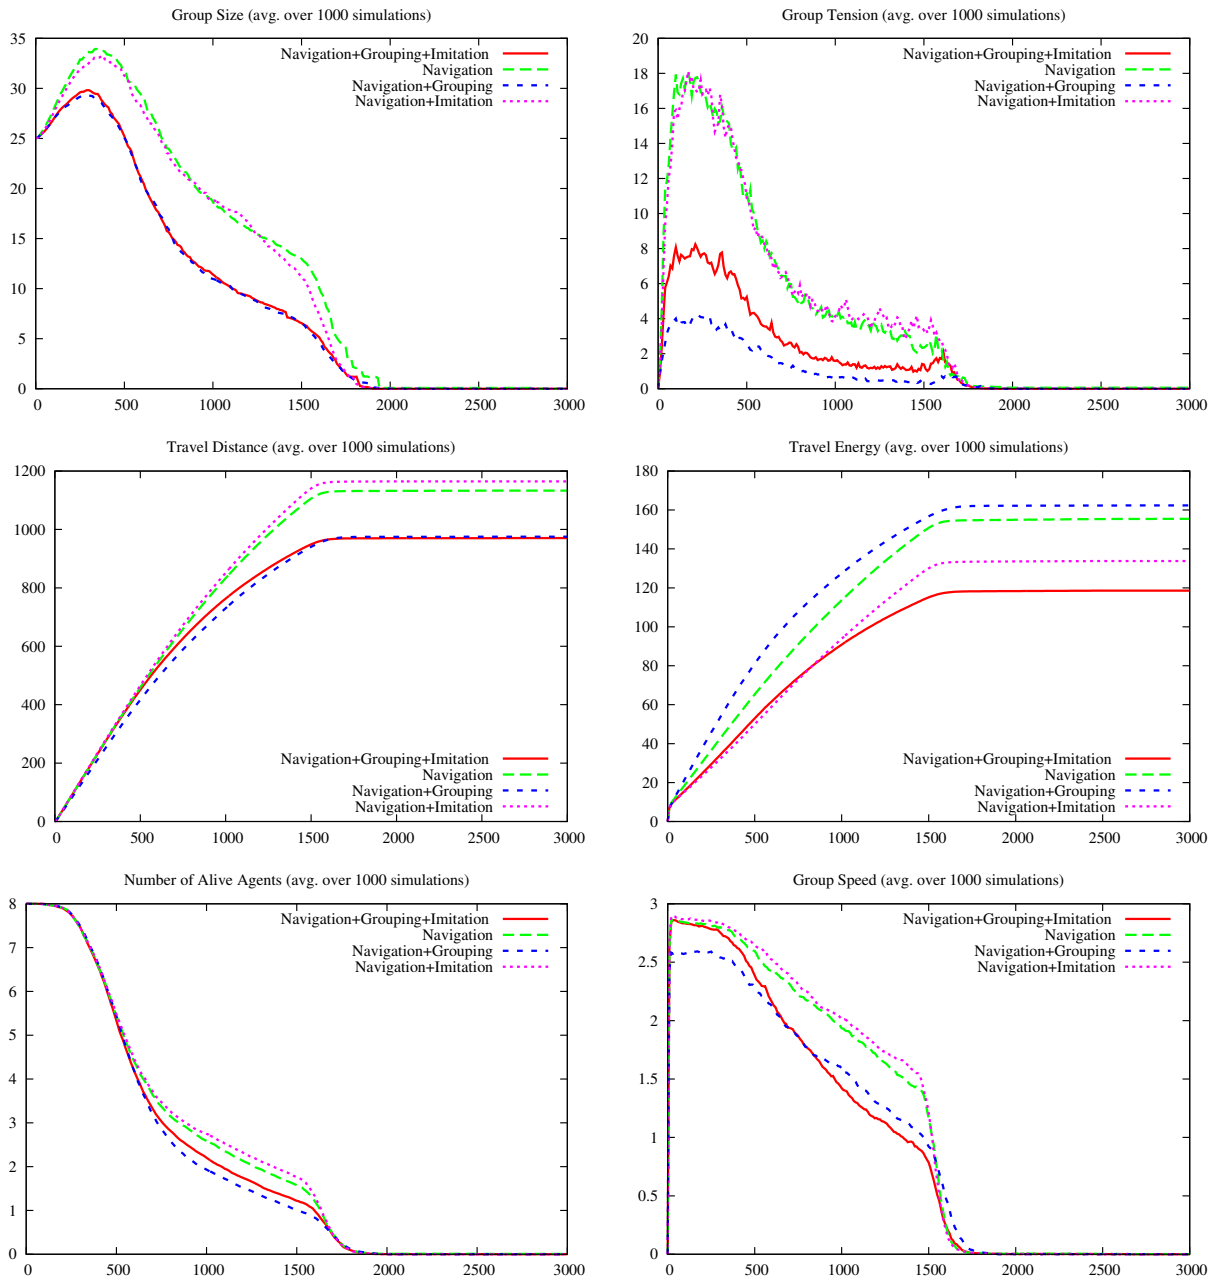 Group Size (avg. over 1000 simulations)
35
30
25
20
15
10
5
0
0 500 1000 1500 2000 2500 3000
Navigation+Grouping+Imitation
Navigation
Navigation+Grouping
Navigation+Imitation
Group Tension (avg. over 1000 simulations)
20
18
16
14
12
10
8
6
4
2
0
0 500 1000 1500 2000 2500 3000
Navigation+Grouping+Imitation
Navigation
Navigation+Grouping
Navigation+Imitation
Travel Distance (avg. over 1000 simulations)
1200
1000
800
600
400
200
0
0 500 1000 1500 2000 2500 3000
Navigation+Grouping+Imitation
Navigation
Navigation+Grouping
Navigation+Imitation
Travel Energy (avg. over 1000 simulations)
180
160
140
120
100
80
60
40
20
0
0 500 1000 1500 2000 2500 3000
Navigation+Grouping+Imitation
Navigation
Navigation+Grouping
Navigation+Imitation
Number of Alive Agents (avg. over 1000 simulations)
8
7
6
5
4
3
2
1
0
0 500 1000 1500 2000 2500 3000
Navigation+Grouping+Imitation
Navigation
Navigation+Grouping
Navigation+Imitation
Group Speed (avg. over 1000 simulations)
3
2.5
2
1.5
1
0.5
0
0 500 1000 1500 2000 2500 3000
Navigation+Grouping+Imitation
Navigation
Navigation+Grouping
Navigation+Imitation